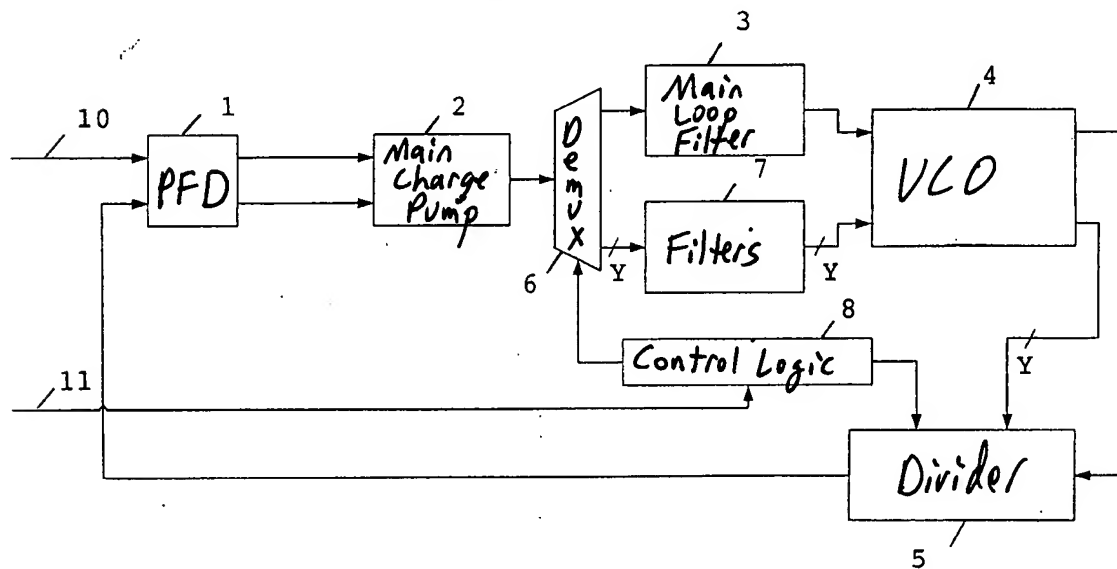 3
Main
Loop
Filter
4
VCO
10
1
PFD
2
Main
Charge
Pump
Demux
6
Y
7
Filters
Y
8
Control Logic
Y
11
Divider
5